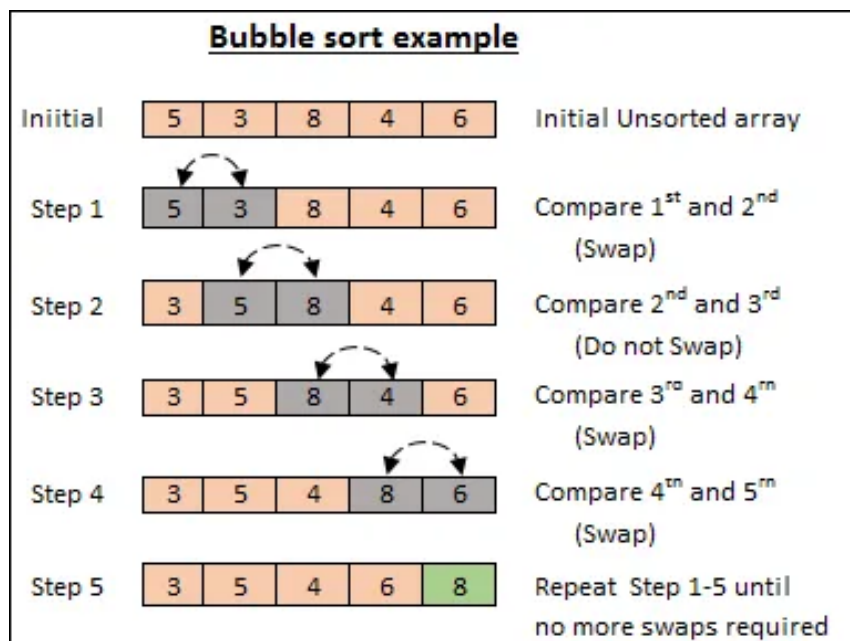 Bubble sort example
Iniitial 5 3 8 4 6 Initial Unsorted array
Step 1 5 3 8 4 6 Compare 1st and 2nd
(Swap)
Step 2 3 5 8 4 6 Compare 2nd and 3rd
(Do not Swap)
Step 3 3 5 8 4 6 Compare 3rd and 4th
(Swap)
Step 4 3 5 4 8 6 Compare 4th and 5th
(Swap)
Step 5 3 5 4 6 8 Repeat Step 1-5 until
no more swaps required